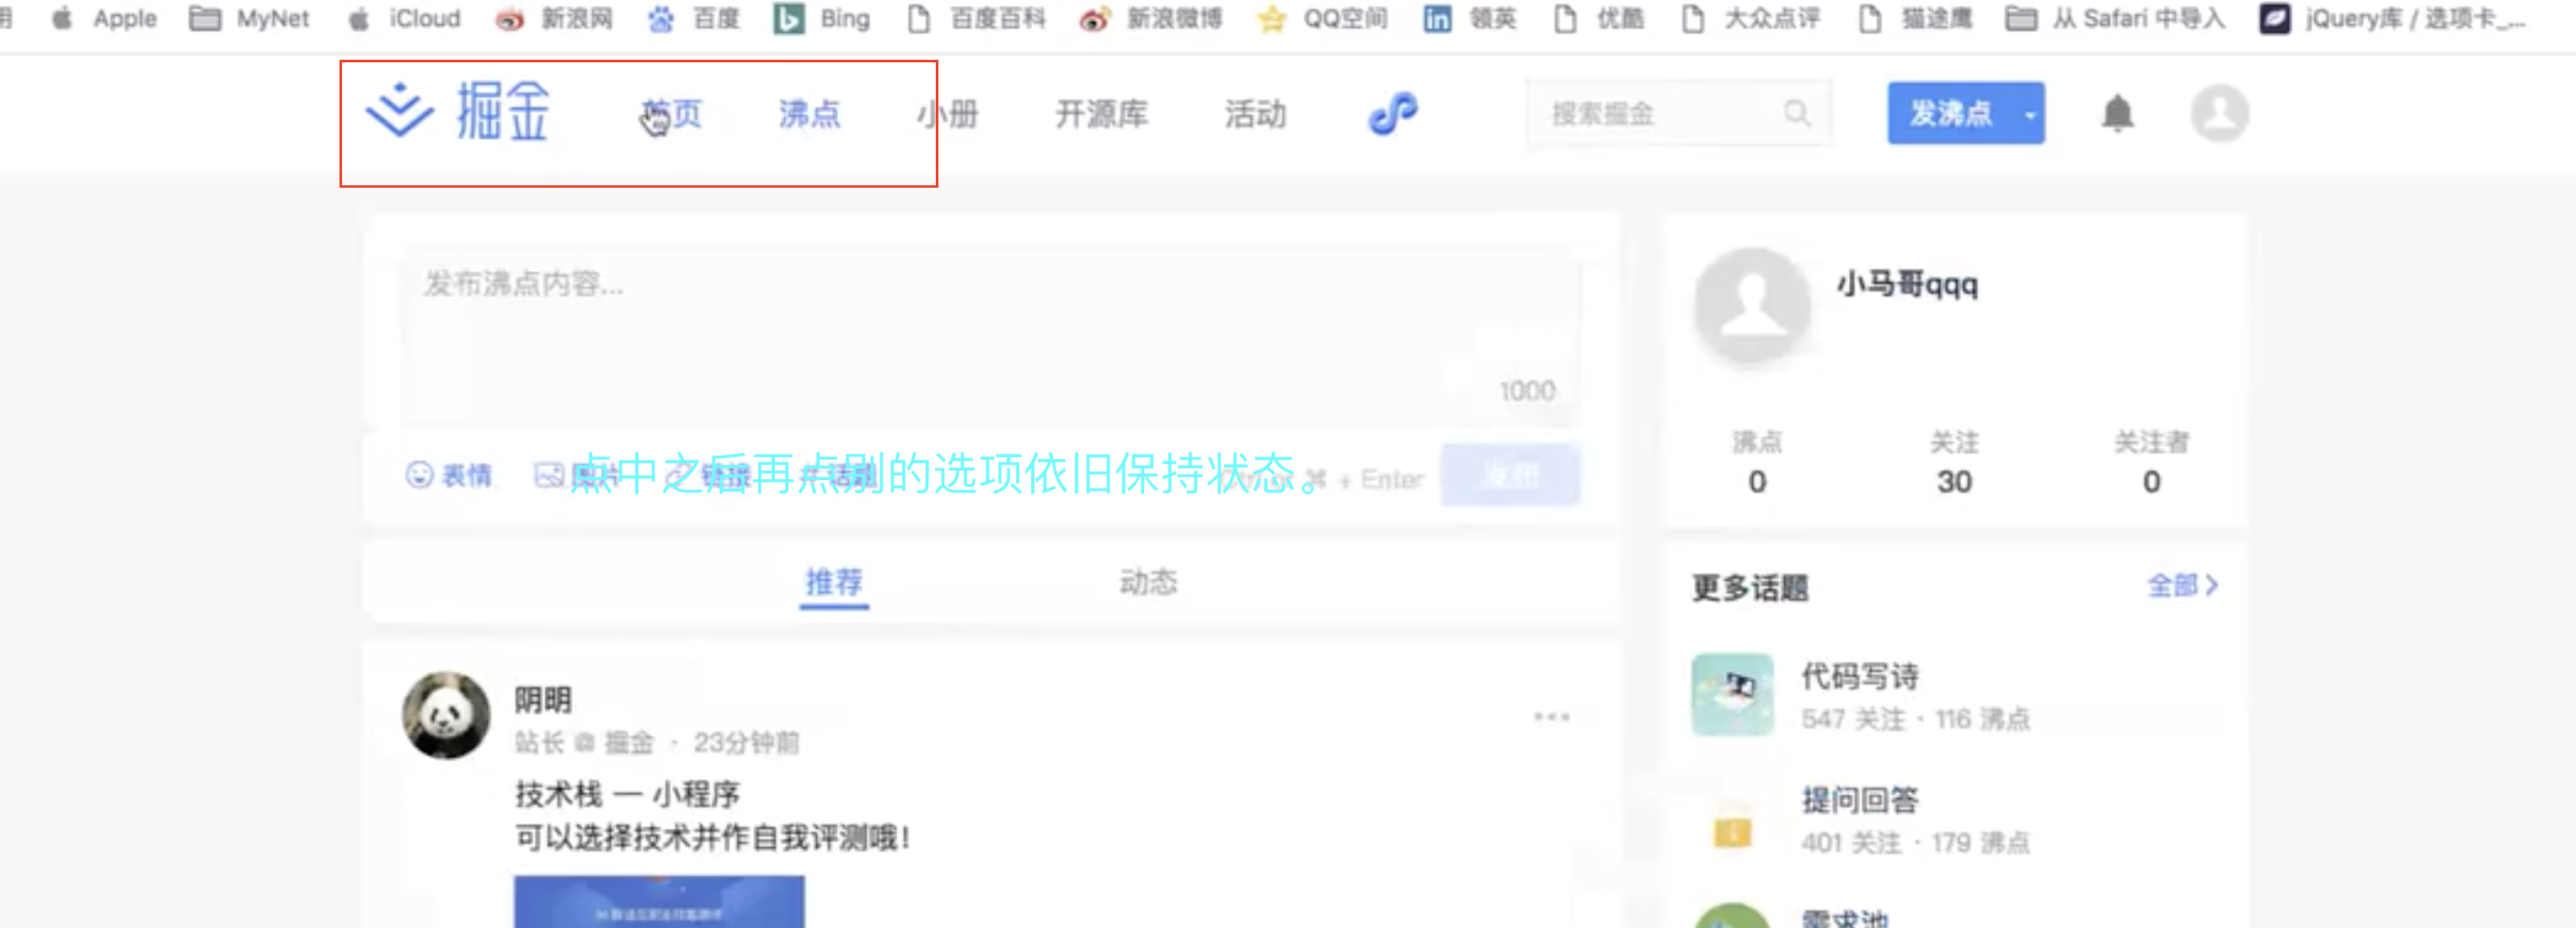 Apple MyNet iCloud 新浪网 百度 Bing 百度百科 新浪微博 QQ空间 领英 优酷 大众点评 猫途鹰 从 Safari 中导入 jQuery库 / 选项卡_...
掘金 首页 沸点 小册 开源库 活动 搜索掘金 发沸点
发布沸点内容...
1000
小马哥qqq
沸点 关注 关注者
0 30 0
表情 图片 链接 # 话题 ⌘ + Enter 发布
点中之后再点别的选项依旧保持状态。
推荐 动态
更多话题 全部 >
阴明
站长 @ 掘金 · 23分钟前
技术栈 — 小程序
可以选择技术并作自我评测哦！
代码写诗
547 关注 · 116 沸点
提问回答
401 关注 · 179 沸点
需求池